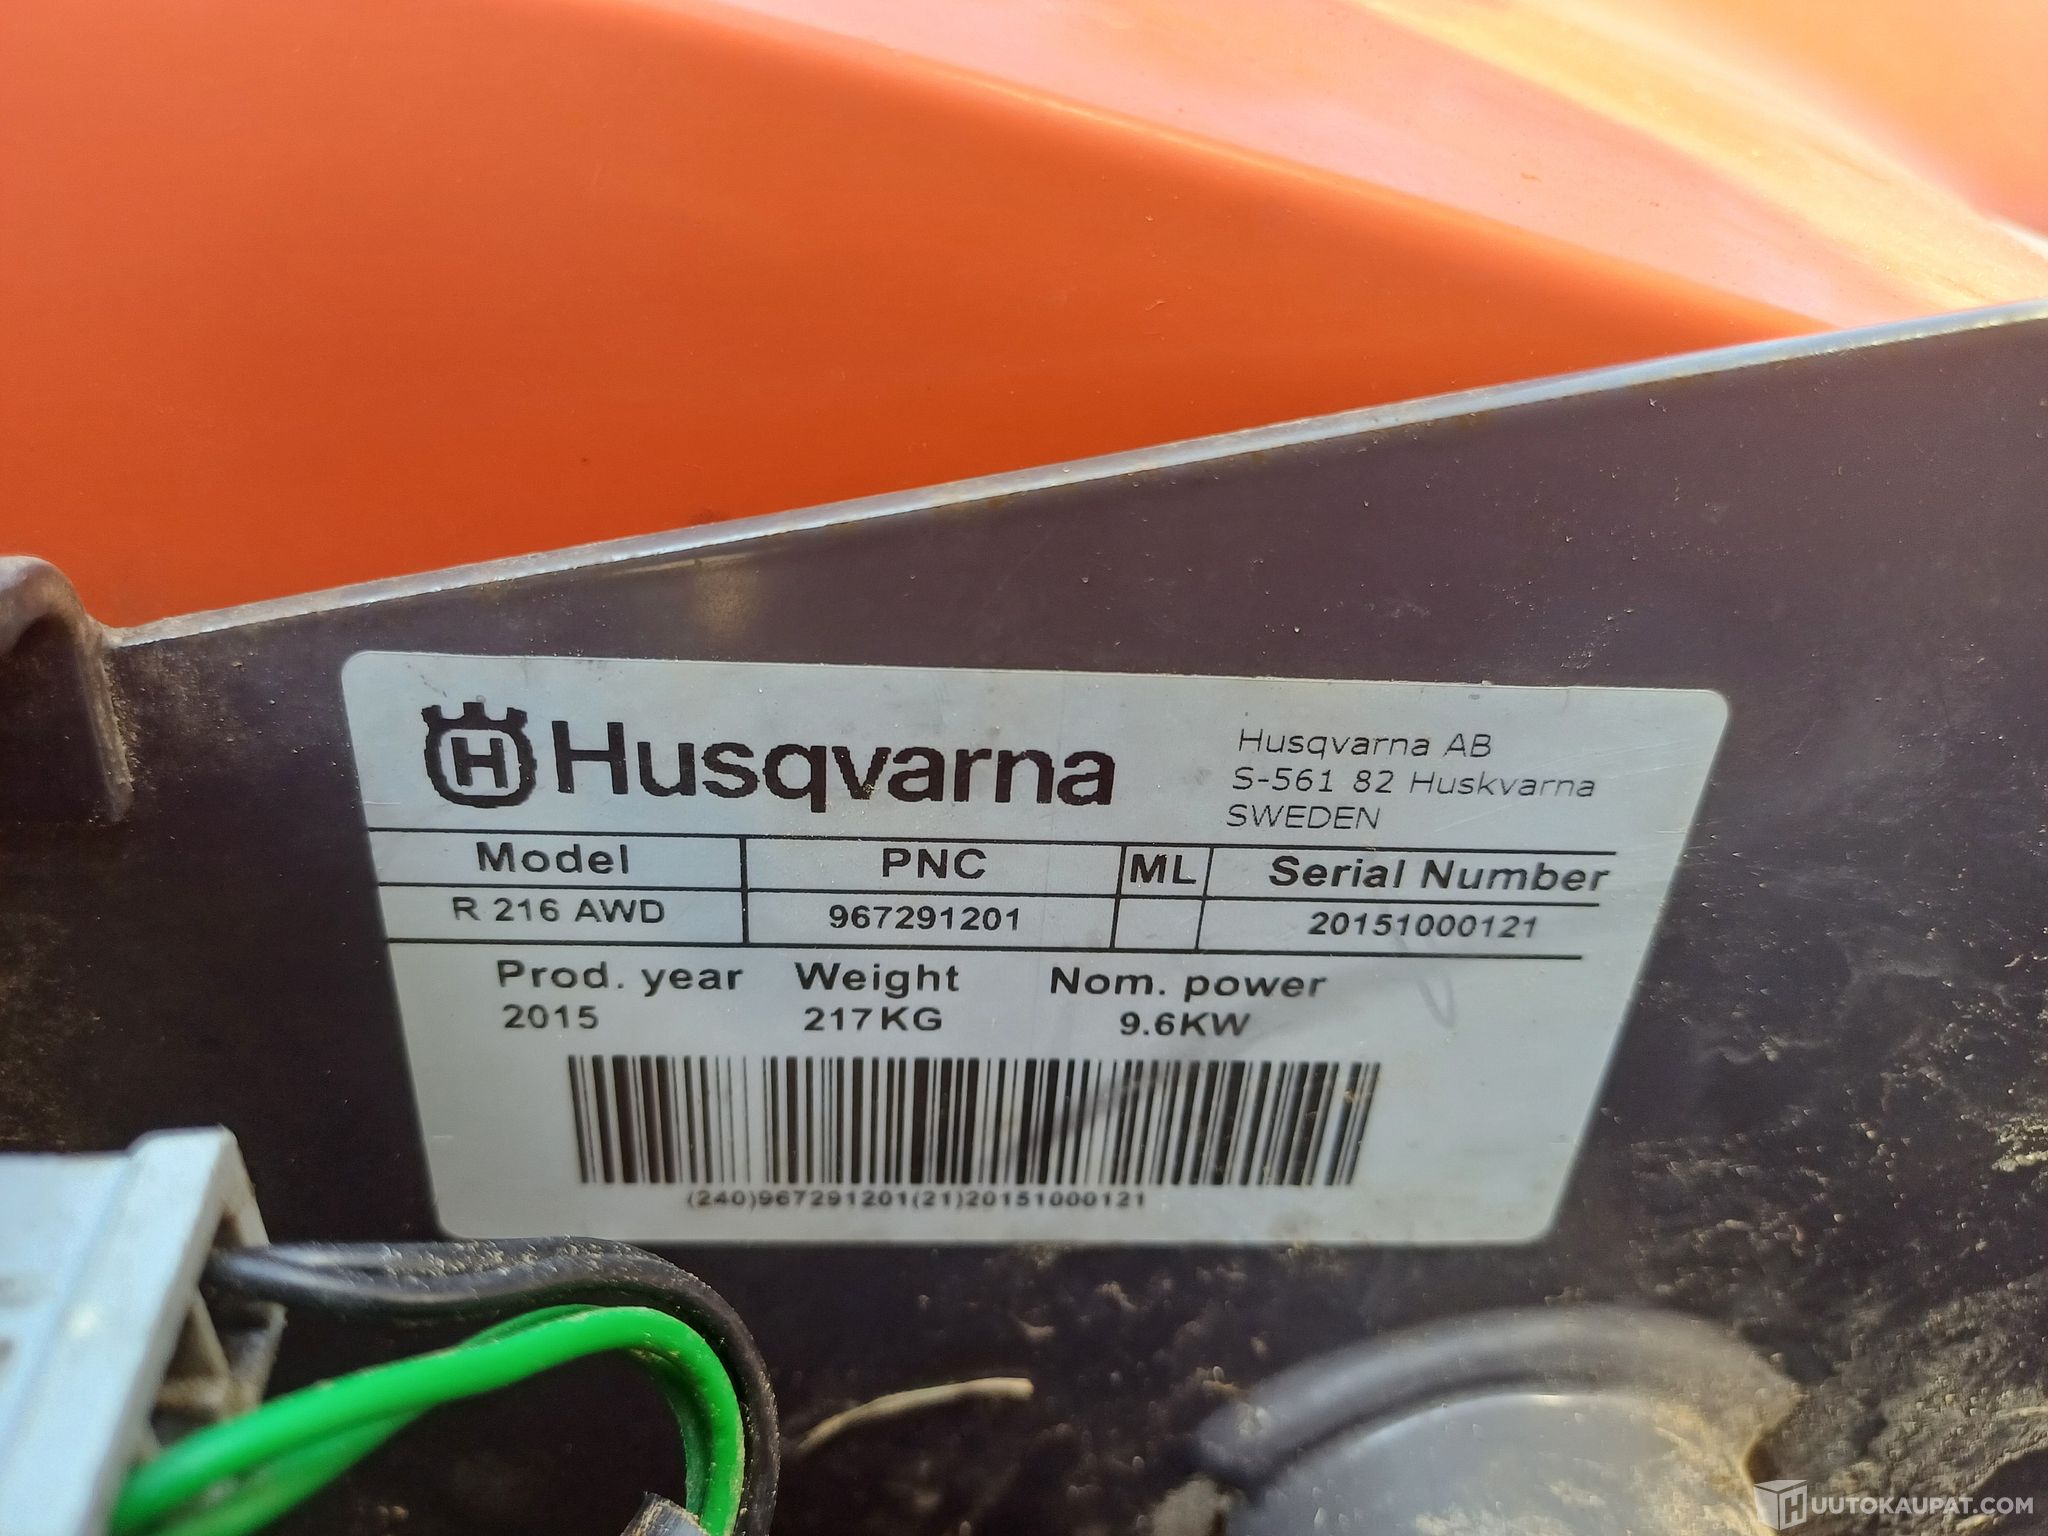 H Husqvarna
Husqvarna AB
S-561 82 Huskvarna
SWEDEN
Model PNC ML Serial Number
R 216 AWD 967291201 20151000121
Prod. year Weight Nom. power
2015 217KG 9.6KW
(240)967291201(21)20151000121
HUUTOKAUPAT.COM